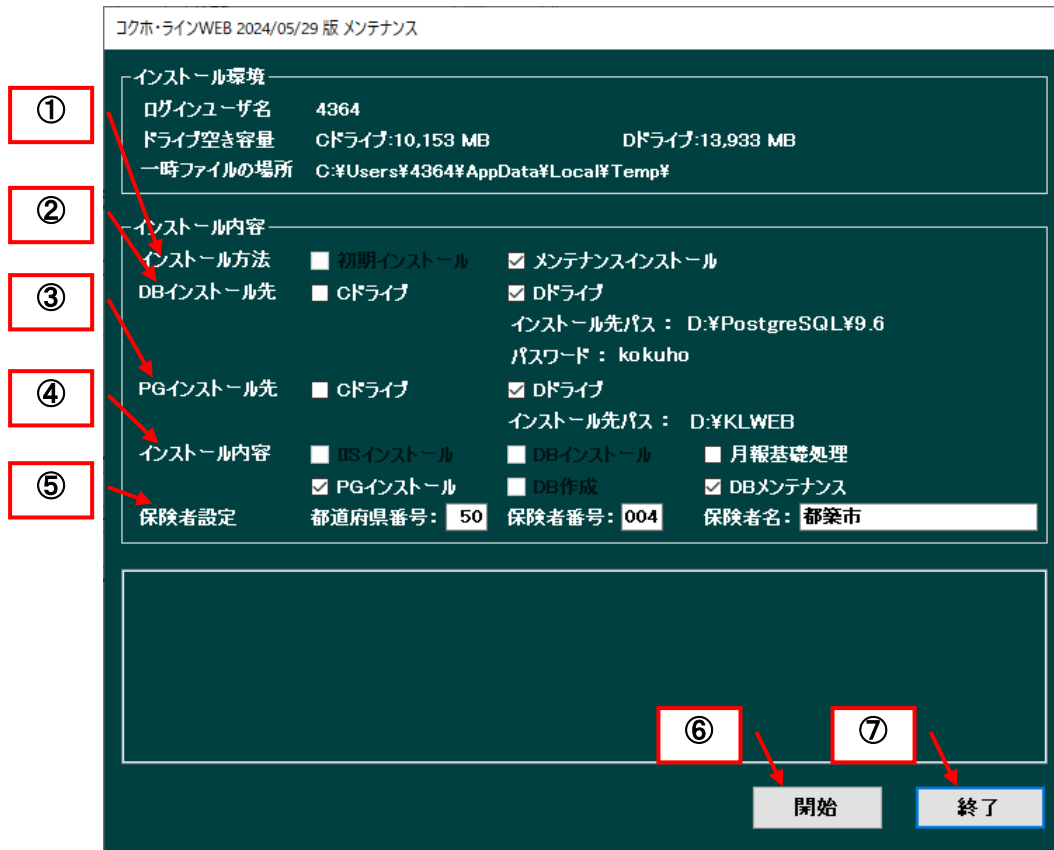 コクホ・ラインWEB 2024/05/29 版 メンテナンス
インストール環境
① ログインユーザ名 4364
ドライブ空き容量 Cドライブ:10,153 MB Dドライブ:13,933 MB
一時ファイルの場所 C:¥Users¥4364¥AppData¥Local¥Temp¥
② インストール内容
インストール方法 初期インストール メンテナンスインストール
③ DBインストール先 Cドライブ Dドライブ
インストール先パス： D:¥PostgreSQL¥9.6
パスワード： kokuho
④ PGインストール先 Cドライブ Dドライブ
インストール先パス： D:¥KLWEB
インストール内容 IISインストール DBインストール 月報基礎処理
⑤ PGインストール DB作成 DBメンテナンス
保険者設定 都道府県番号： 50 保険者番号： 004 保険者名： 都築市
⑥ ⑦
開始 終了